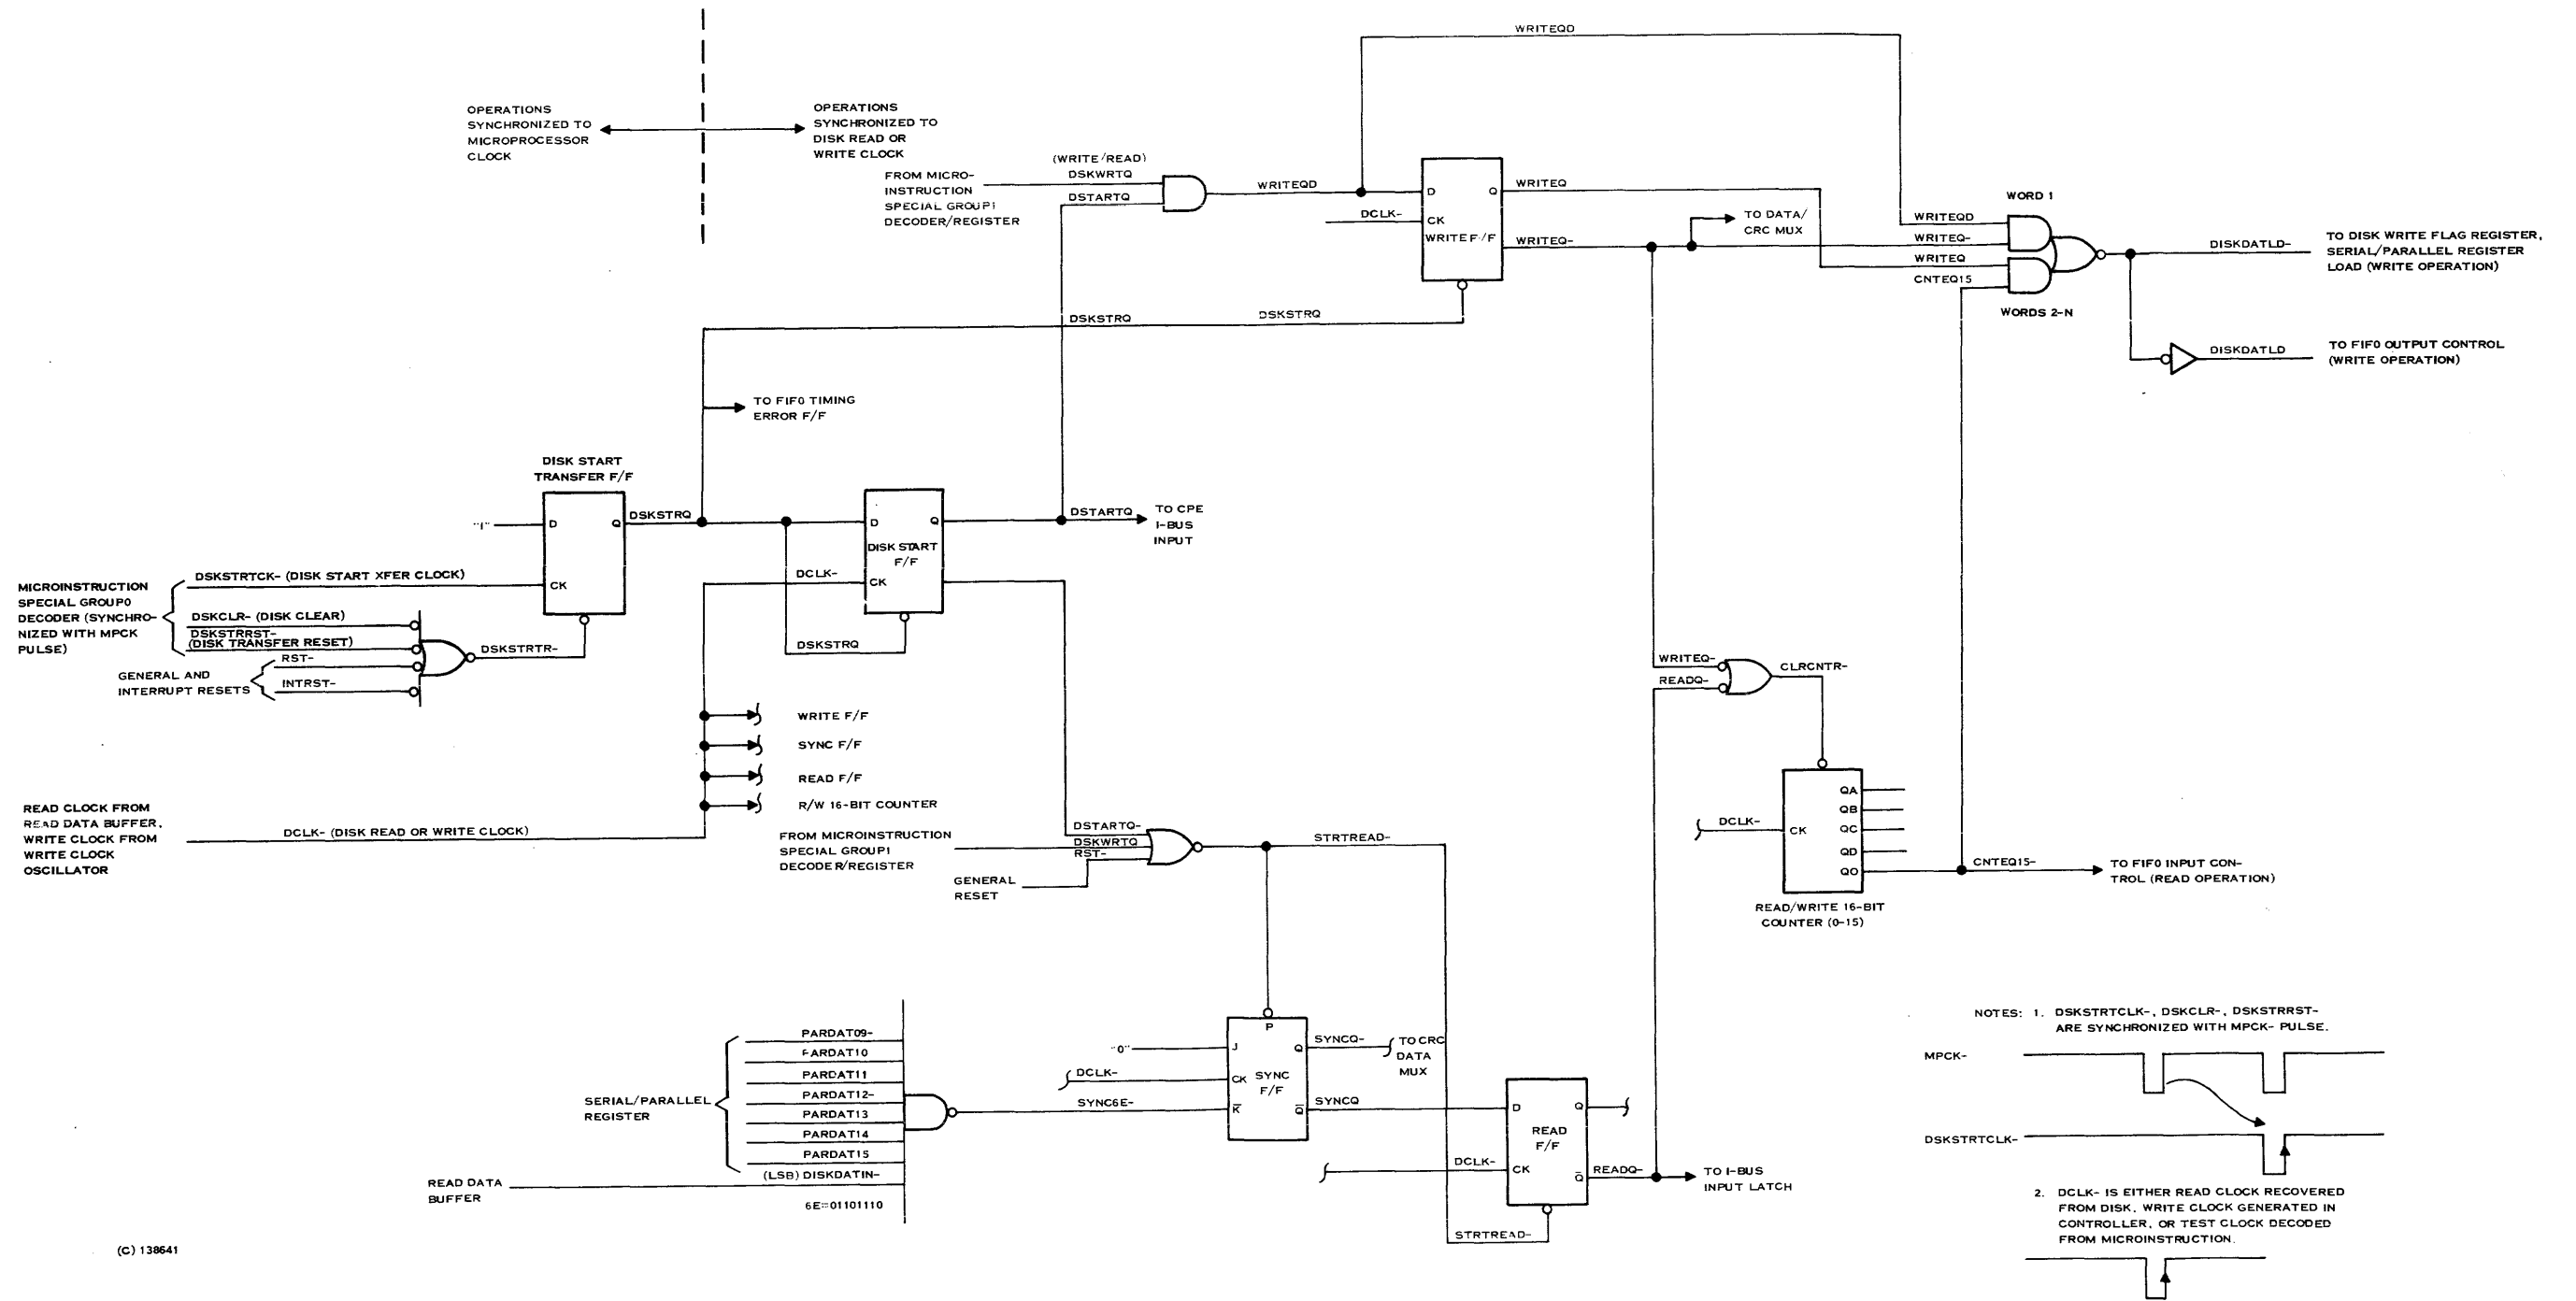 WRITEQD
OPERATIONS
SYNCHRONIZED TO
MICROPROCESSOR
CLOCK
OPERATIONS
SYNCHRONIZED TO
DISK READ OR
WRITE CLOCK
(WRITE/READ)
DSKWRTQ
FROM MICRO-
INSTRUCTION
SPECIAL GROUP1
DECODER/REGISTER
DSTARTQ
WRITEQD
D
Q
DCLK-
CK
WRITE F/F
WRITEQ
WRITEQ-
TO DATA/
CRC MUX
WORD 1
WRITEQD
WRITEQ-
WRITEQ
CNTEQ15
WORDS 2-N
DISKDATLD-
TO DISK WRITE FLAG REGISTER,
SERIAL/PARALLEL REGISTER
LOAD (WRITE OPERATION)
DISKDATLD
TO FIFO OUTPUT CONTROL
(WRITE OPERATION)
DSKSTRQ
DSKSTRQ
TO FIFO TIMING
ERROR F/F
DISK START
TRANSFER F/F
"1"
D
Q
CK
DSKSTRQ
D
Q
DISK START
F/F
DCLK-
CK
DSTARTQ
TO CPE
I-BUS
INPUT
DSKSTRQ
MICROINSTRUCTION
SPECIAL GROUP0
DECODER (SYNCHRO-
NIZED WITH MPCK
PULSE)
DSKSTRTCK- (DISK START XFER CLOCK)
DSKCLR- (DISK CLEAR)
DSKSTRRST-
(DISK TRANSFER RESET)
RST-
INTRST-
GENERAL AND
INTERRUPT RESETS
DSKSTRTR-
WRITE F/F
SYNC F/F
READ F/F
R/W 16-BIT COUNTER
READ CLOCK FROM
READ DATA BUFFER,
WRITE CLOCK FROM
WRITE CLOCK
OSCILLATOR
DCLK- (DISK READ OR WRITE CLOCK)
FROM MICROINSTRUCTION
SPECIAL GROUP1
DECODER/REGISTER
GENERAL
RESET
DSTARTQ-
DSKWRTQ
RST-
STRTREAD-
WRITEQ-
READQ-
CLRCNTR-
DCLK-
CK
QA
QB
QC
QD
QO
CNTEQ15-
TO FIFO INPUT CON-
TROL (READ OPERATION)
READ/WRITE 16-BIT
COUNTER (0-15)
SERIAL/PARALLEL
REGISTER
PARDAT09-
PARDAT10
PARDAT11
PARDAT12-
PARDAT13
PARDAT14
PARDAT15
(LSB) DISKDATIN-
READ DATA
BUFFER
6E=01101110
SYNC6E-
P
"0"
J
Q
DCLK-
CK
SYNC
F/F
K̅
Q̅
SYNCQ-
TO CRC
DATA
MUX
SYNCQ
D
Q
READ
F/F
DCLK-
CK
Q̅
READQ-
TO I-BUS
INPUT LATCH
STRTREAD-
NOTES: 1. DSKSTRTCLK-, DSKCLR-, DSKSTRRST-
ARE SYNCHRONIZED WITH MPCK- PULSE.
MPCK-
DSKSTRTCLK-
2. DCLK- IS EITHER READ CLOCK RECOVERED
FROM DISK, WRITE CLOCK GENERATED IN
CONTROLLER, OR TEST CLOCK DECODED
FROM MICROINSTRUCTION.
(C) 138641